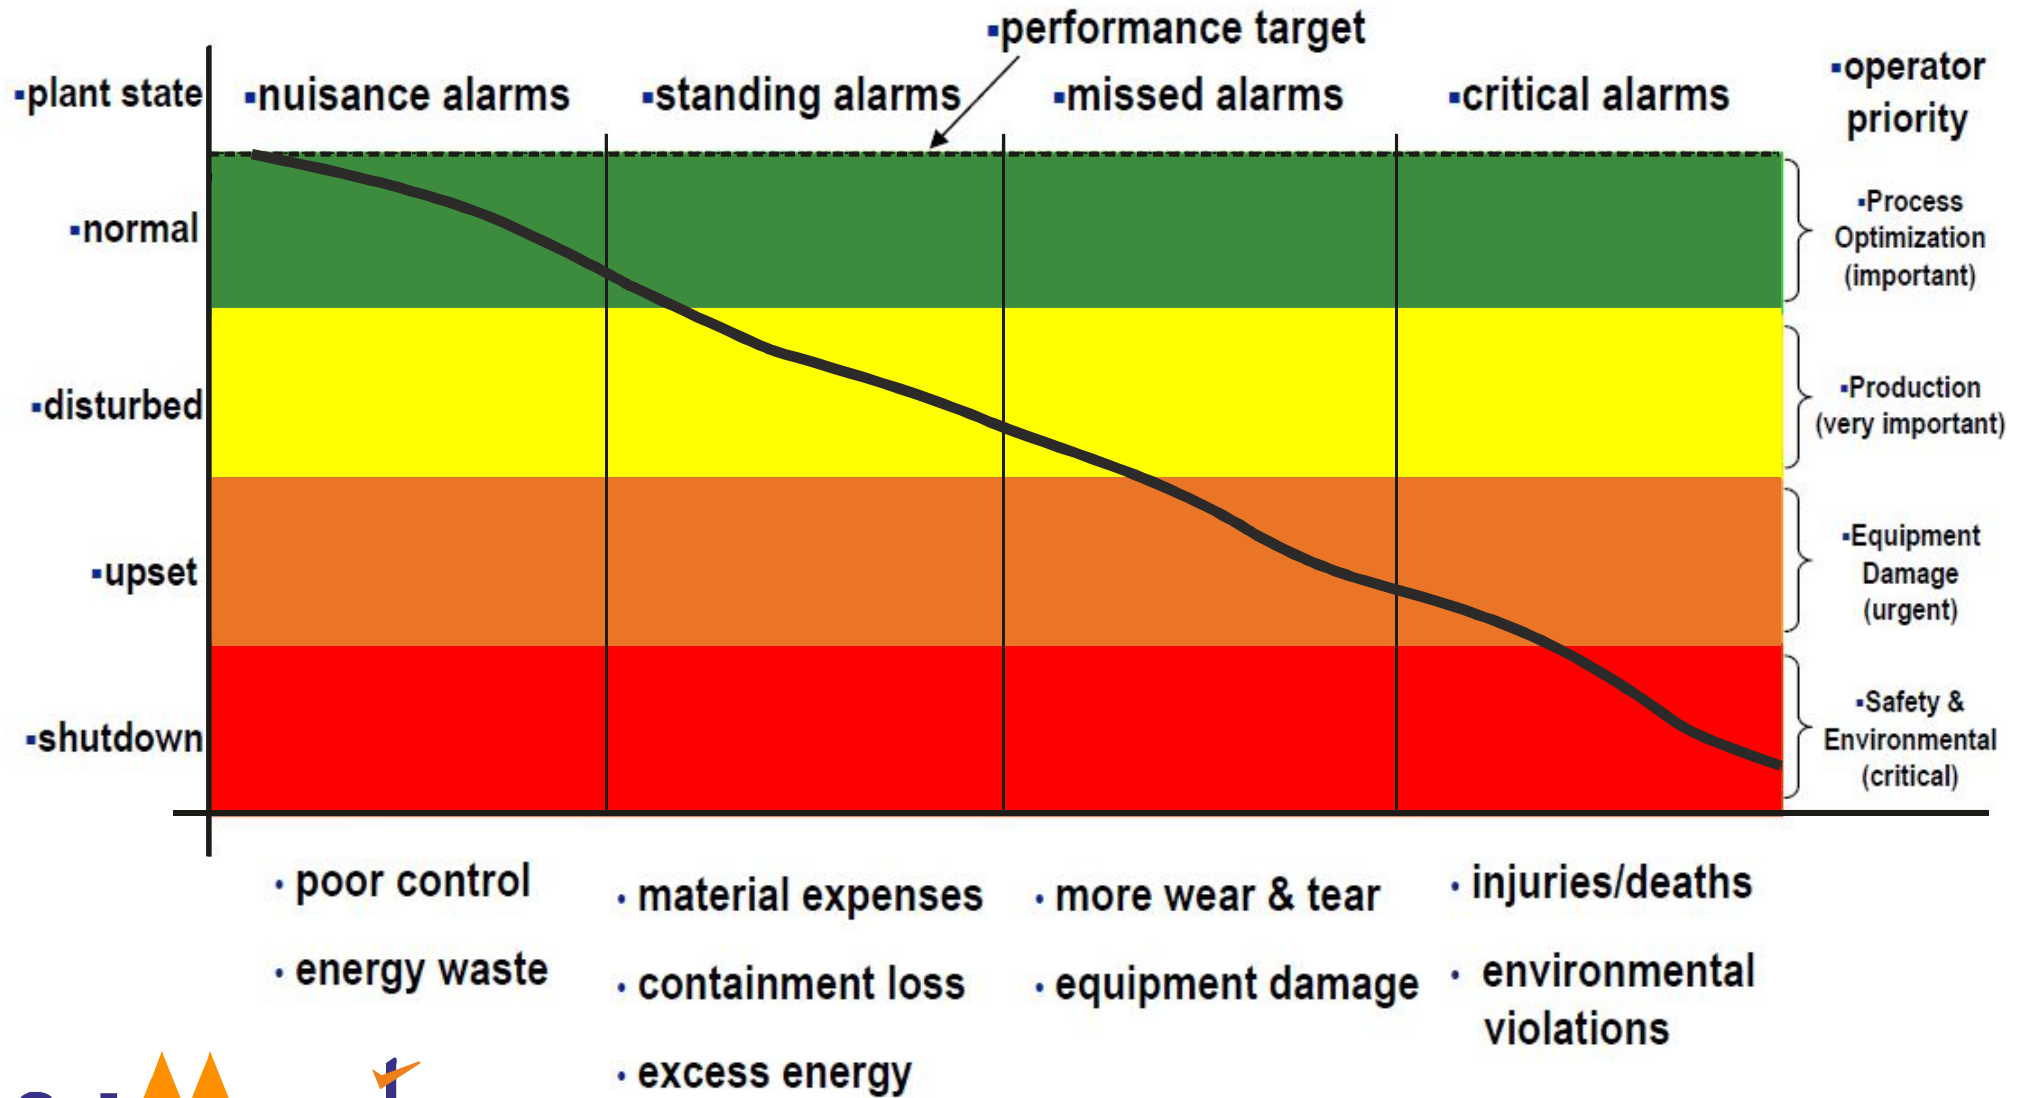 ▪performance target
▪plant state
▪nuisance alarms
▪standing alarms
▪missed alarms
▪critical alarms
▪operator
priority
▪normal
▪Process
Optimization
(important)
▪disturbed
▪Production
(very important)
▪upset
▪Equipment
Damage
(urgent)
▪shutdown
▪Safety &
Environmental
(critical)
• poor control
• energy waste
• material expenses
• containment loss
• excess energy
• more wear & tear
• equipment damage
• injuries/deaths
• environmental
violations